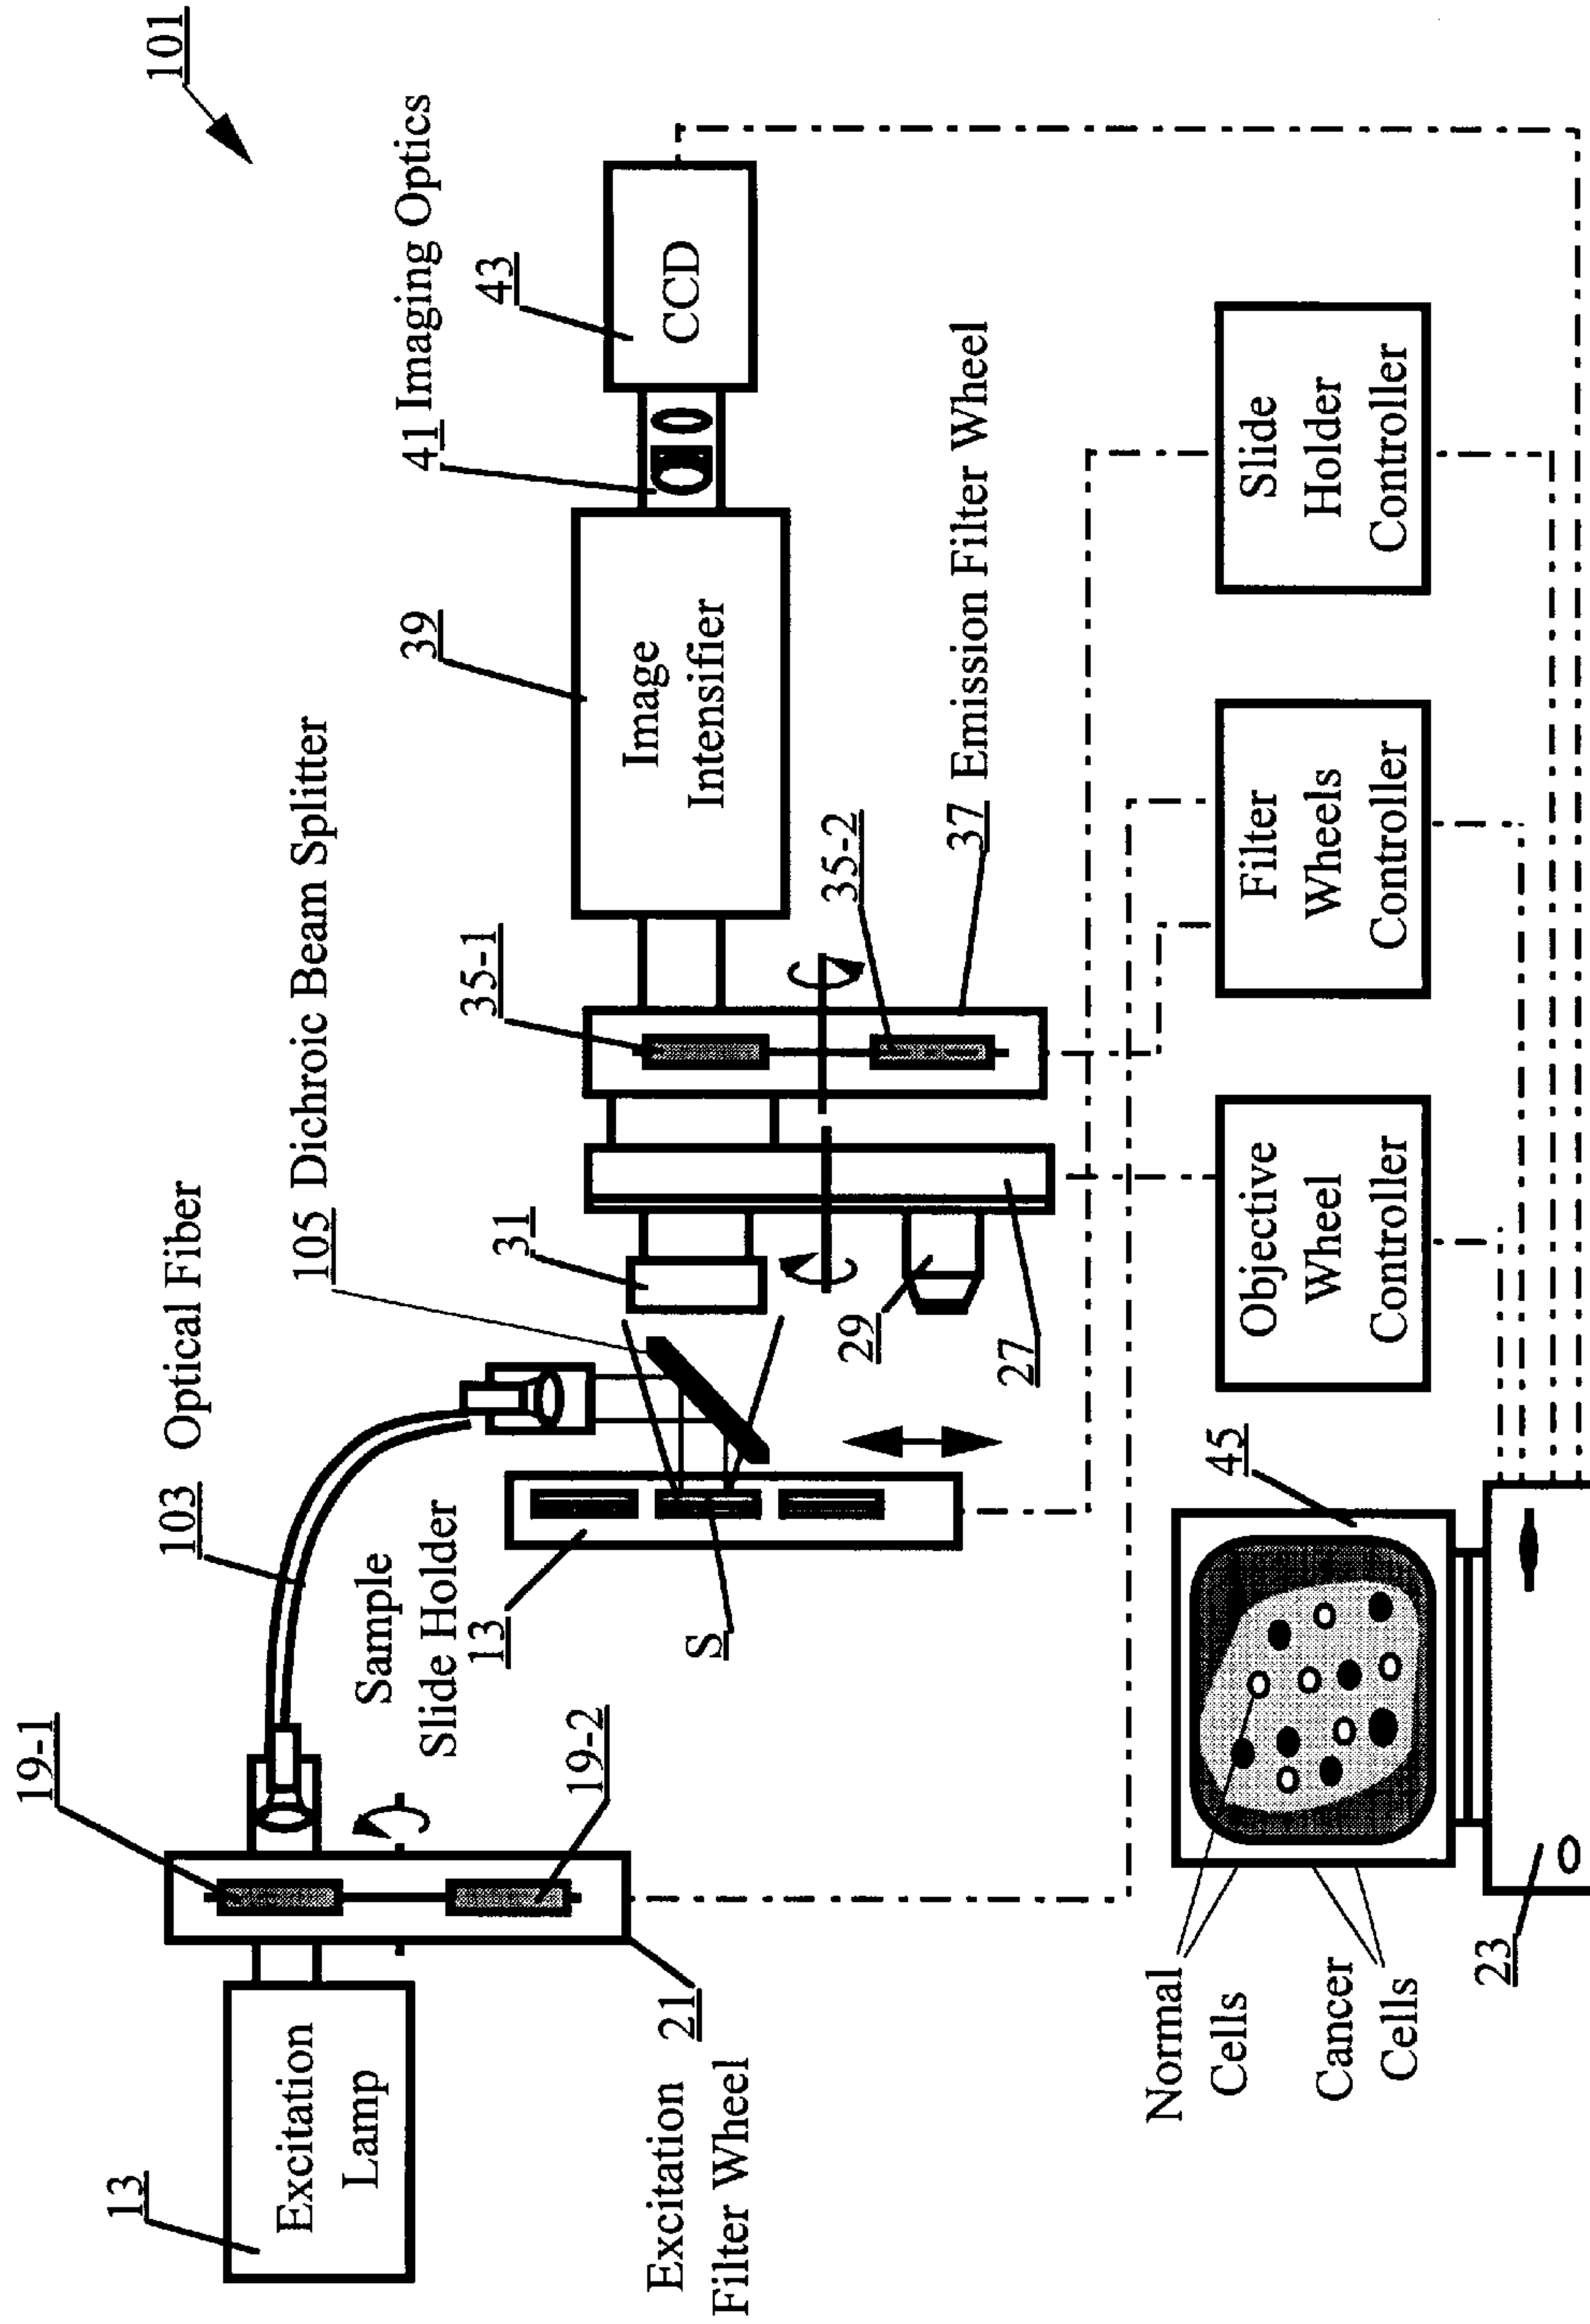 101
19-1
103 Optical Fiber
105 Dichroic Beam Splitter
41 Imaging Optics
13
Excitation
Lamp
Sample
Slide Holder
13
31
35-1
39
43
Image
Intensifier
CCD
19-2
S
29
35-2
27
37 Emission Filter Wheel
Excitation 21
Filter Wheel
45
Normal
Cells
Cancer
Cells
23
Objective
Wheel
Controller
Filter
Wheels
Controller
Slide
Holder
Controller